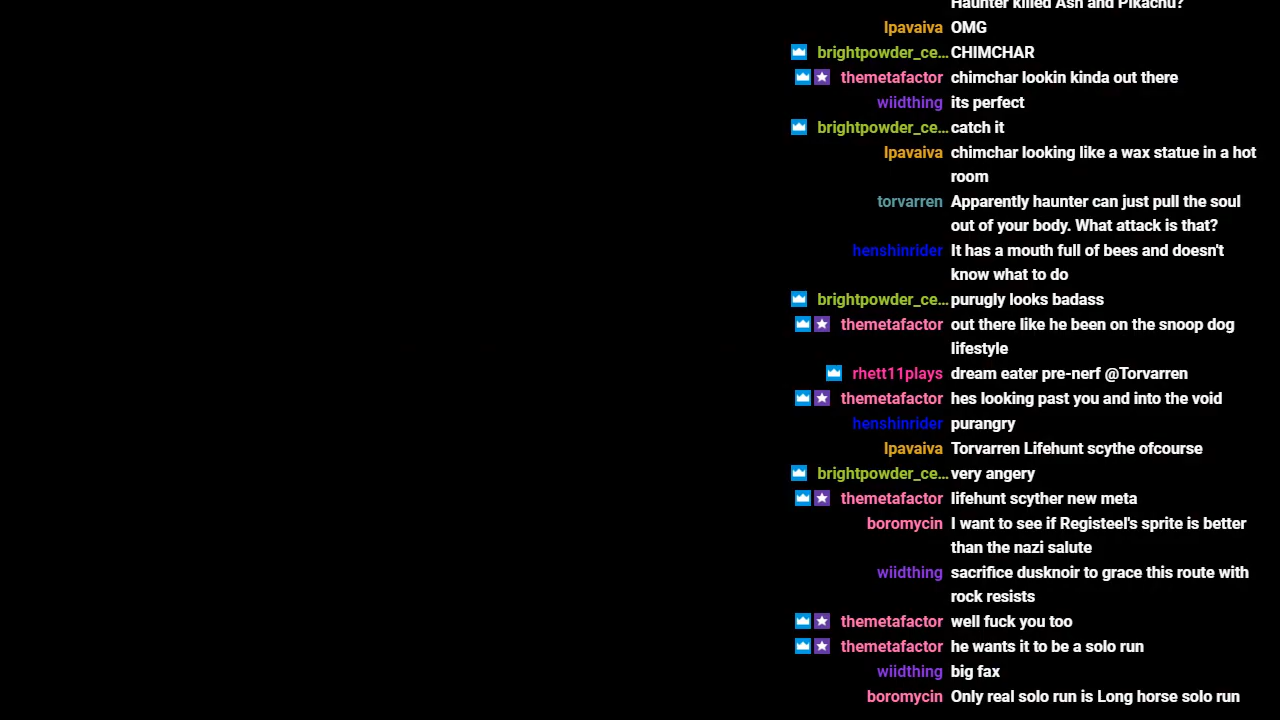 Haunter killed Ash and Pikachu?
lpavaiva OMG
brightpowder_ce... CHIMCHAR
themetafactor chimchar lookin kinda out there
wiidthing its perfect
brightpowder_ce... catch it
lpavaiva chimchar looking like a wax statue in a hot
room
torvarren Apparently haunter can just pull the soul
out of your body. What attack is that?
henshinrider It has a mouth full of bees and doesn't
know what to do
brightpowder_ce... purugly looks badass
themetafactor out there like he been on the snoop dog
lifestyle
rhett11plays dream eater pre-nerf @Torvarren
themetafactor hes looking past you and into the void
henshinrider purangry
lpavaiva Torvarren Lifehunt scythe ofcourse
brightpowder_ce... very angery
themetafactor lifehunt scyther new meta
boromycin I want to see if Registeel's sprite is better
than the nazi salute
wiidthing sacrifice dusknoir to grace this route with
rock resists
themetafactor well fuck you too
themetafactor he wants it to be a solo run
wiidthing big fax
boromycin Only real solo run is Long horse solo run